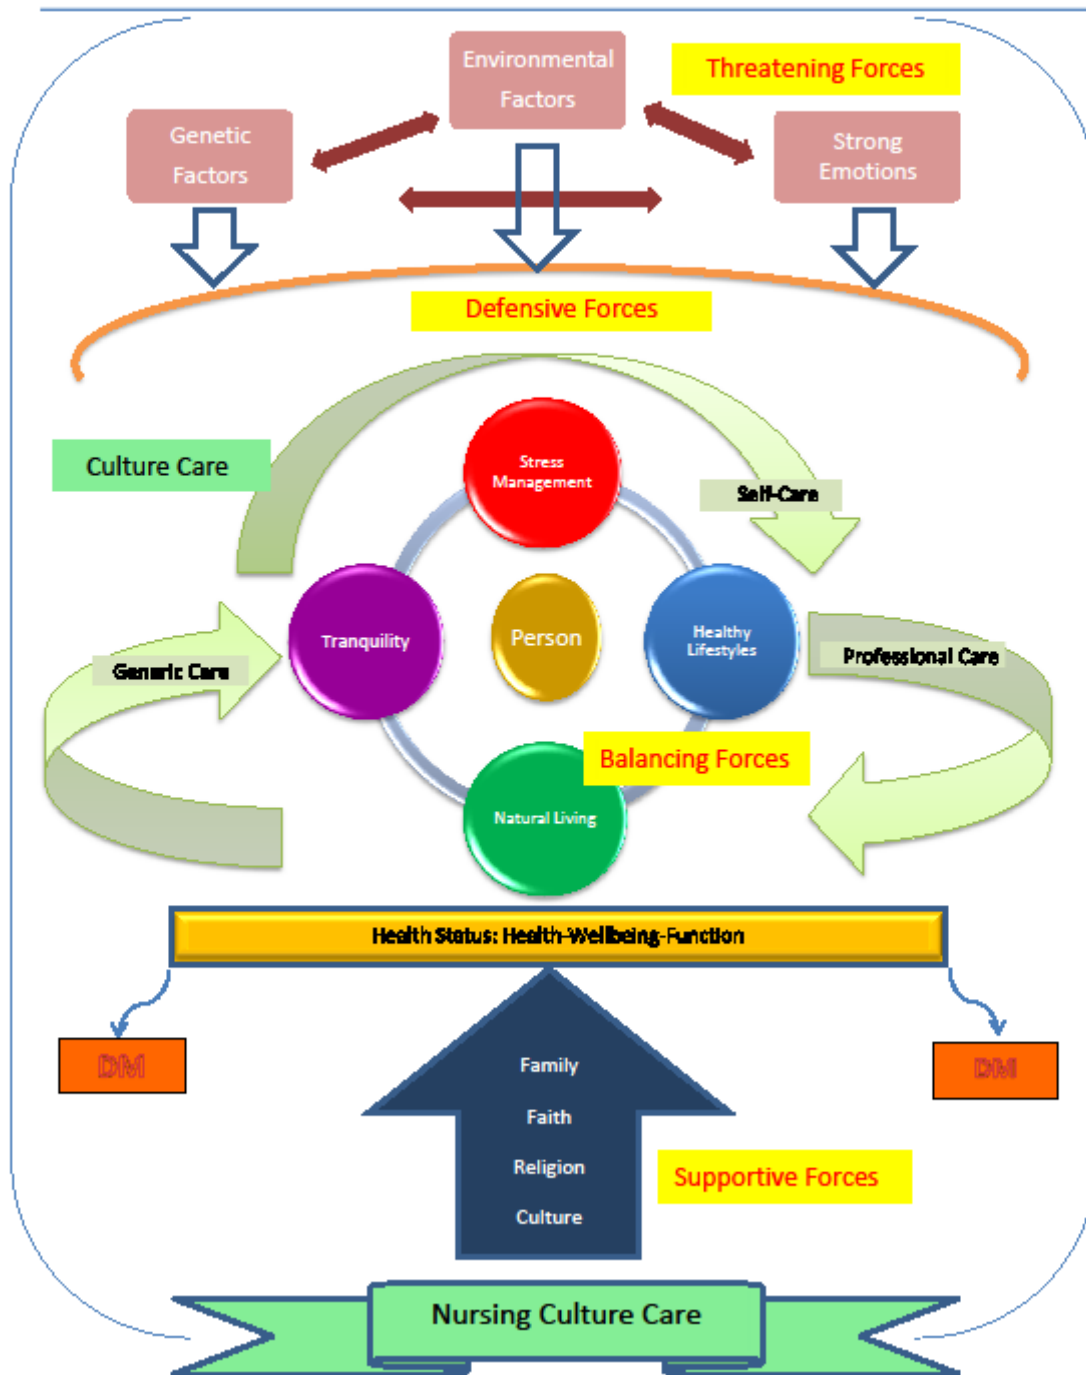 Environmental
Factors
Threatening Forces
Genetic
Factors
Strong
Emotions
Defensive Forces
Culture Care
Stress
Management
Self-Care
Tranquility
Person
Healthy
Lifestyles
Generic Care
Professional Care
Balancing Forces
Natural Living
Health Status: Health-Wellbeing-Function
DM
DM
Family
Faith
Religion
Culture
Supportive Forces
Nursing Culture Care